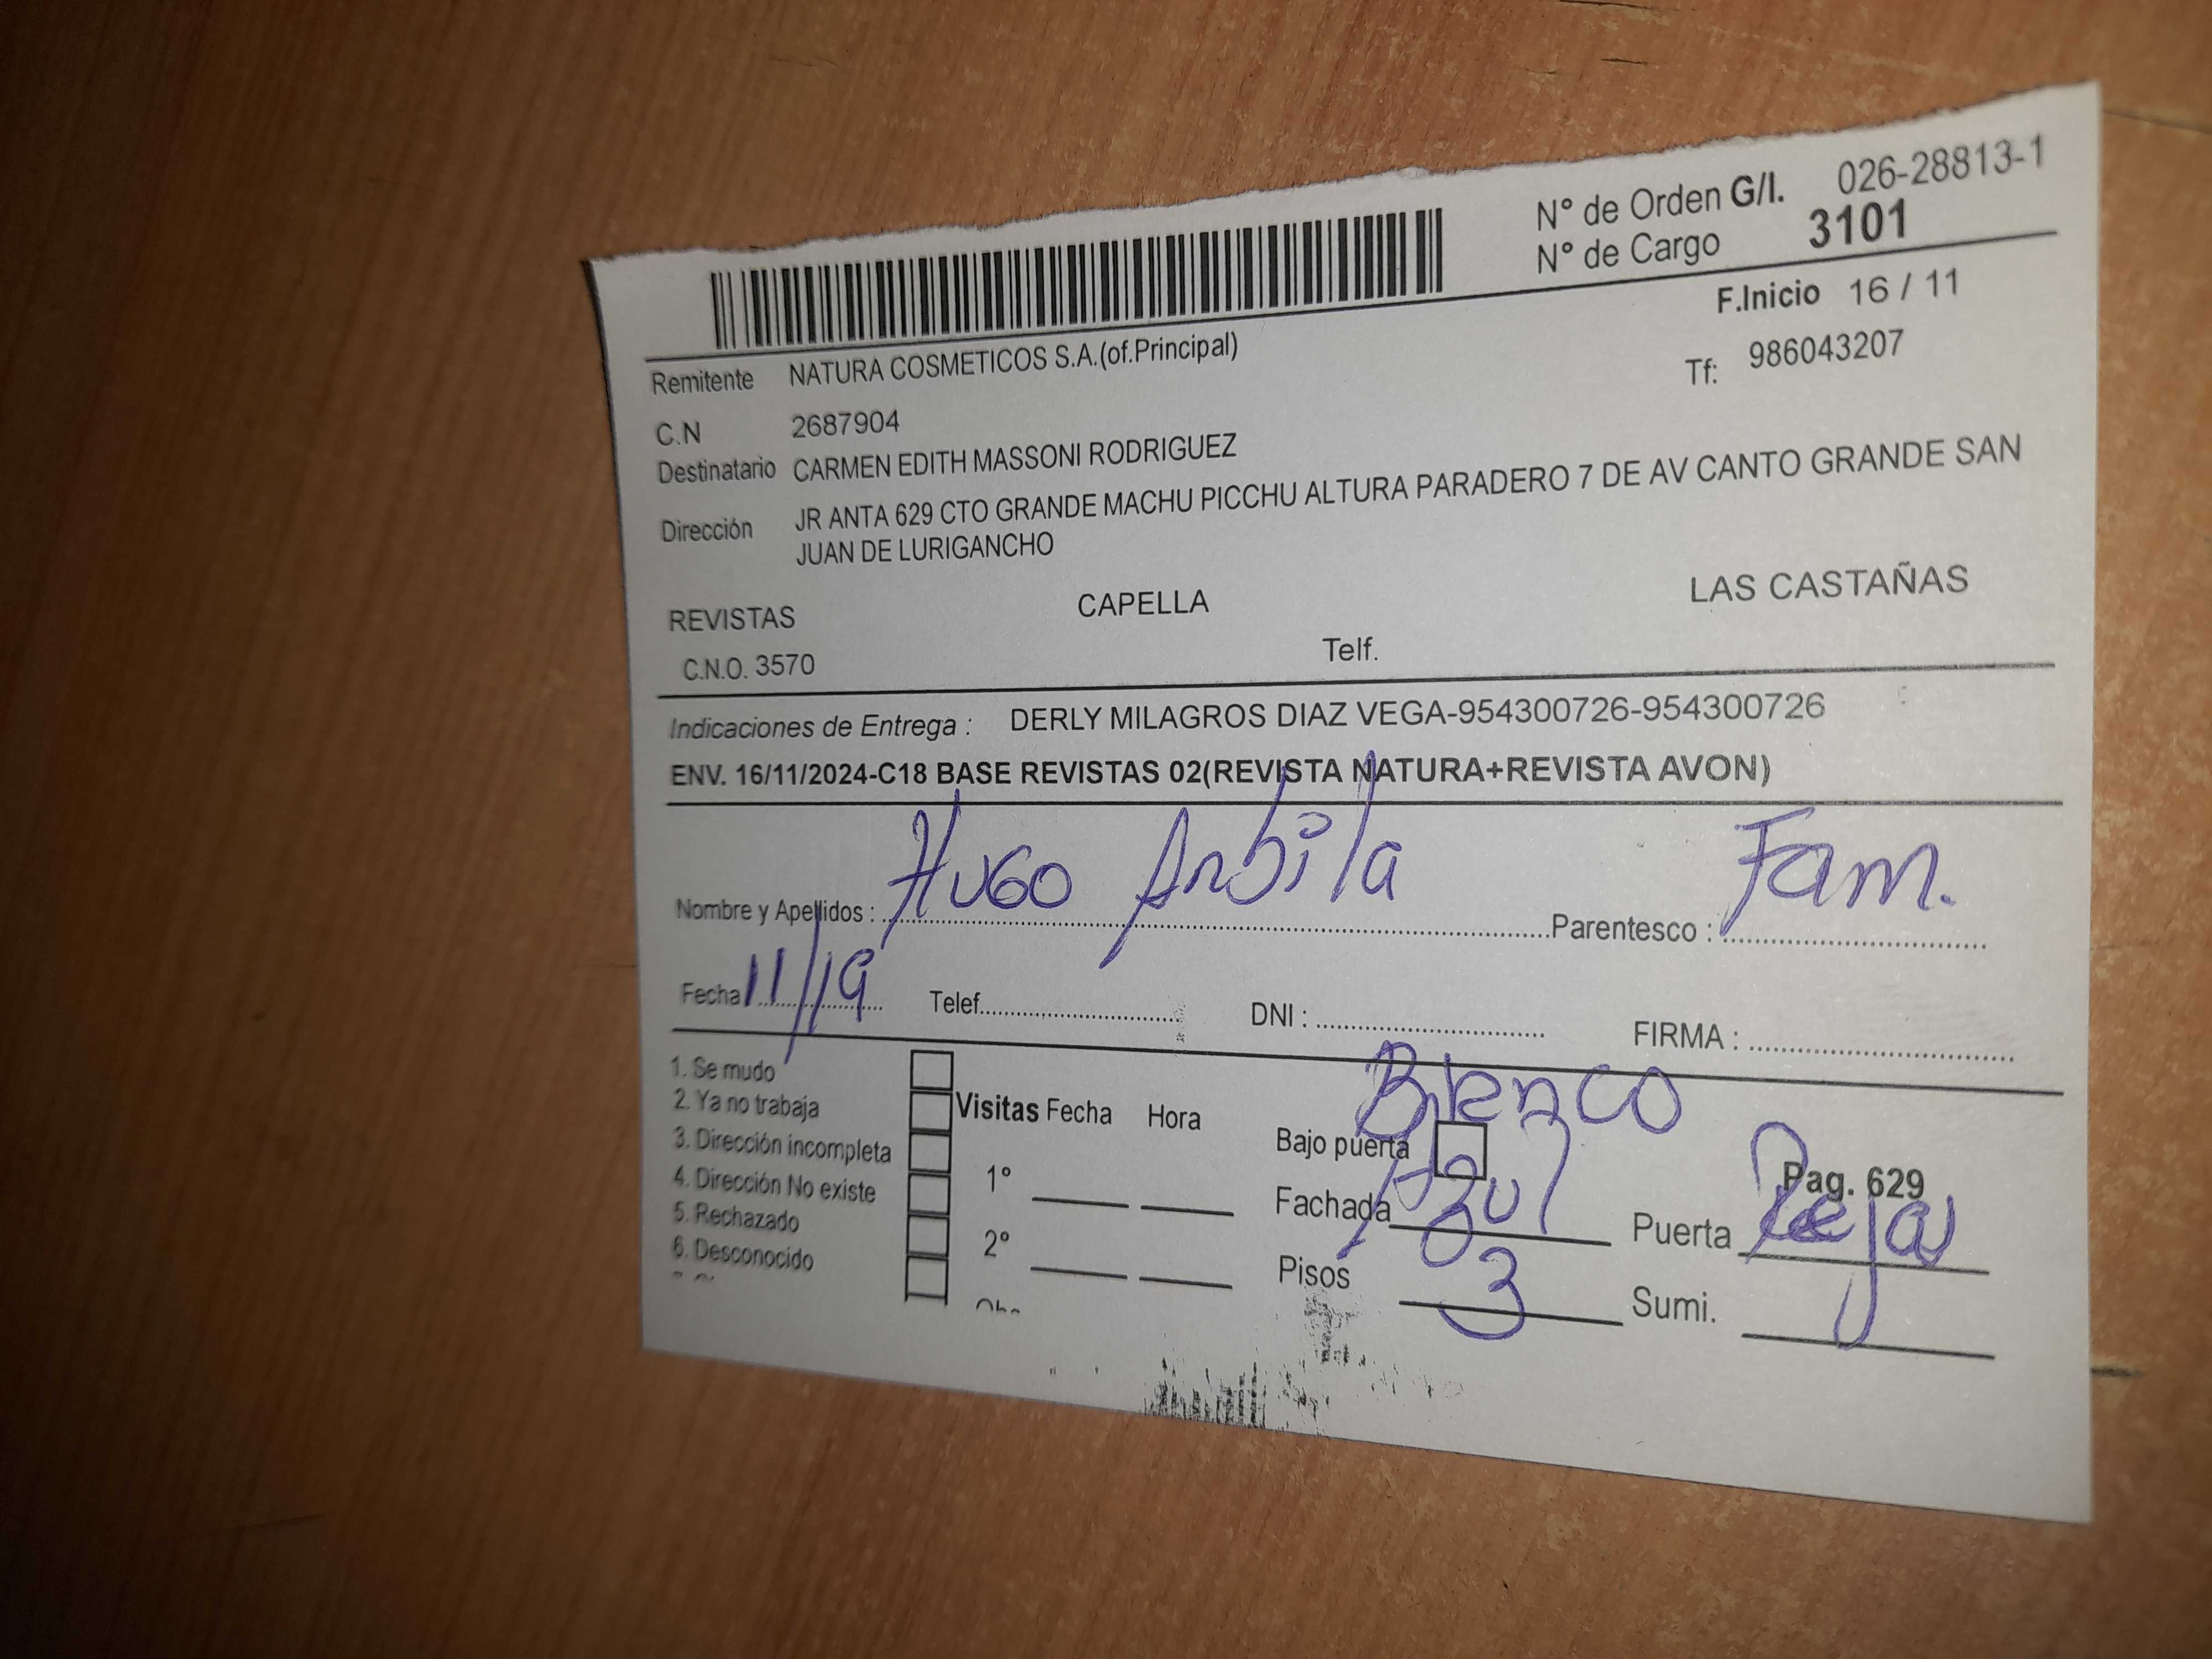 N° de Orden G/I. 026-28813-1
N° de Cargo 3101
F.Inicio 16 / 11
Remitente NATURA COSMETICOS S.A.(of.Principal)
Tf: 986043207
C.N 2687904
Destinatario CARMEN EDITH MASSONI RODRIGUEZ
Dirección JR ANTA 629 CTO GRANDE MACHU PICCHU ALTURA PARADERO 7 DE AV CANTO GRANDE SAN
JUAN DE LURIGANCHO
REVISTAS CAPELLA LAS CASTAÑAS
C.N.O. 3570 Telf.
Indicaciones de Entrega : DERLY MILAGROS DIAZ VEGA-954300726-954300726
ENV. 16/11/2024-C18 BASE REVISTAS 02(REVISTA NATURA+REVISTA AVON)
Nombre y Apellidos : Hugo Parentesco : Fam.
Fecha 11/19 Telef. DNI : FIRMA :
1. Se mudo
2. Ya no trabaja
3. Dirección incompleta
4. Dirección No existe
5. Rechazado
6. Desconocido
Visitas Fecha Hora
1°
2°
Blanco
Bajo puerta
Pag. 629
Fachada Azul Puerta Reja
Pisos 3 Sumi.